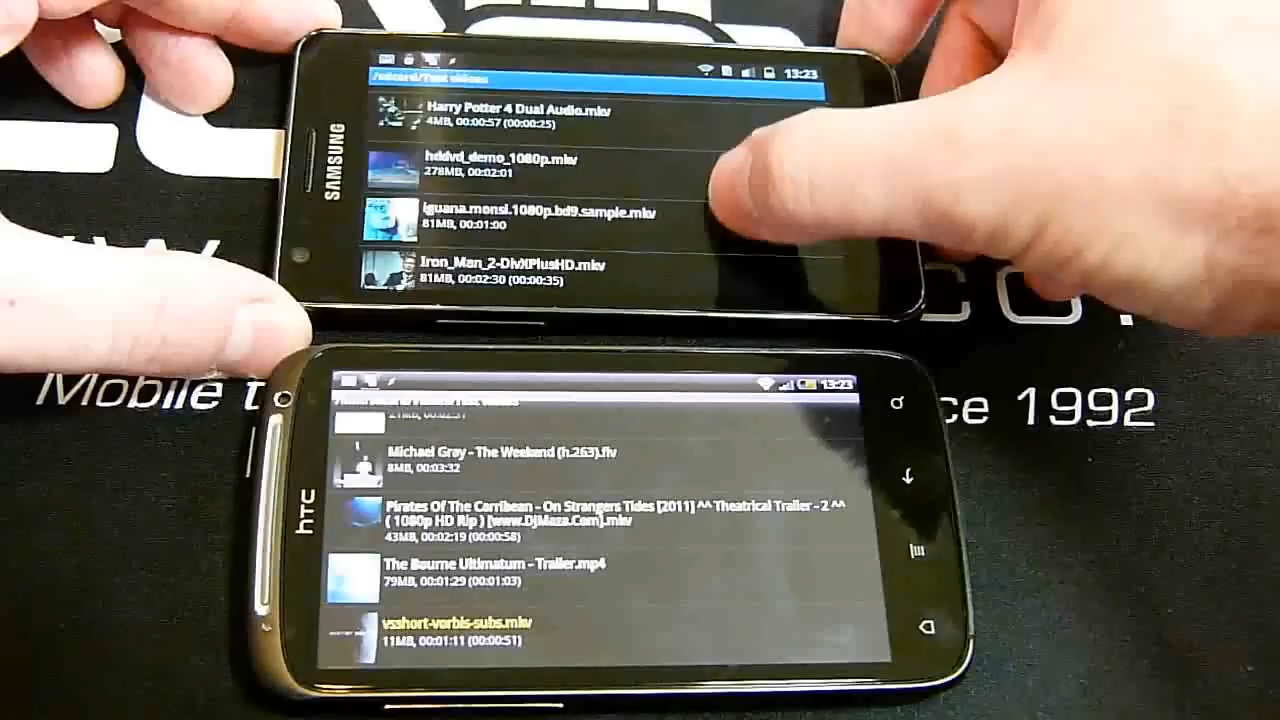 13:23
/sdcard/Test videos
Harry Potter 4 Dual Audio.mkv
4MB, 00:00:57 (00:00:25)
hddvd_demo_1080p.mkv
278MB, 00:02:01
iguana.monsl.1080p.bd9.sample.mkv
81MB, 00:01:00
Iron_Man_2-DivXPlusHD.mkv
81MB, 00:02:30 (00:00:35)
SAMSUNG
Mobile t
ce 1992
13:23
21MB, 00:02:31
Michael Gray - The Weekend (h.263).flv
8MB, 00:03:32
Pirates Of The Carribean - On Strangers Tides [2011] ^^ Theatrical Trailer - 2 ^^
( 1080p HD Rip ) [www.DjMaza.Com].mkv
43MB, 00:02:19 (00:00:58)
The Bourne Ultimatum - Trailer.mp4
79MB, 00:01:29 (00:01:03)
vsshort-vorbis-subs.mkv
11MB, 00:01:11 (00:00:51)
hTC